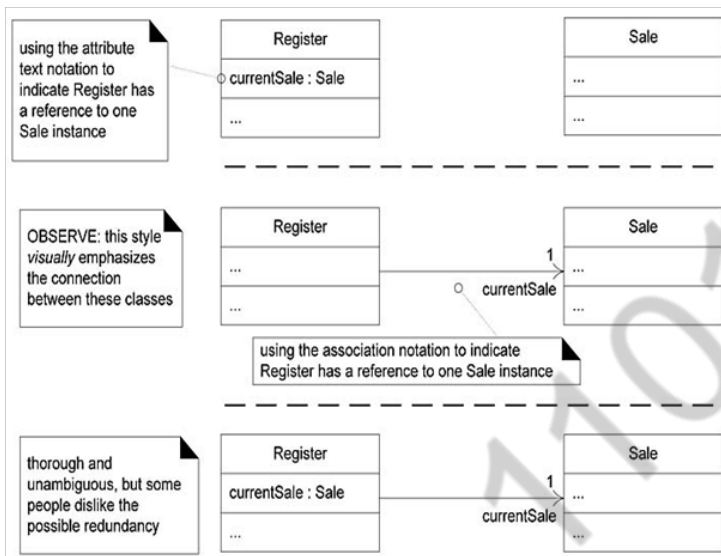 using the attribute
text notation to
indicate Register has
a reference to one
Sale instance
Register
currentSale : Sale
...
Sale
...
...
OBSERVE: this style
visually emphasizes
the connection
between these classes
Register
...
...
1
currentSale
Sale
...
...
using the association notation to indicate
Register has a reference to one Sale instance
thorough and
unambiguous, but some
people dislike the
possible redundancy
Register
currentSale : Sale
...
1
currentSale
Sale
...
...